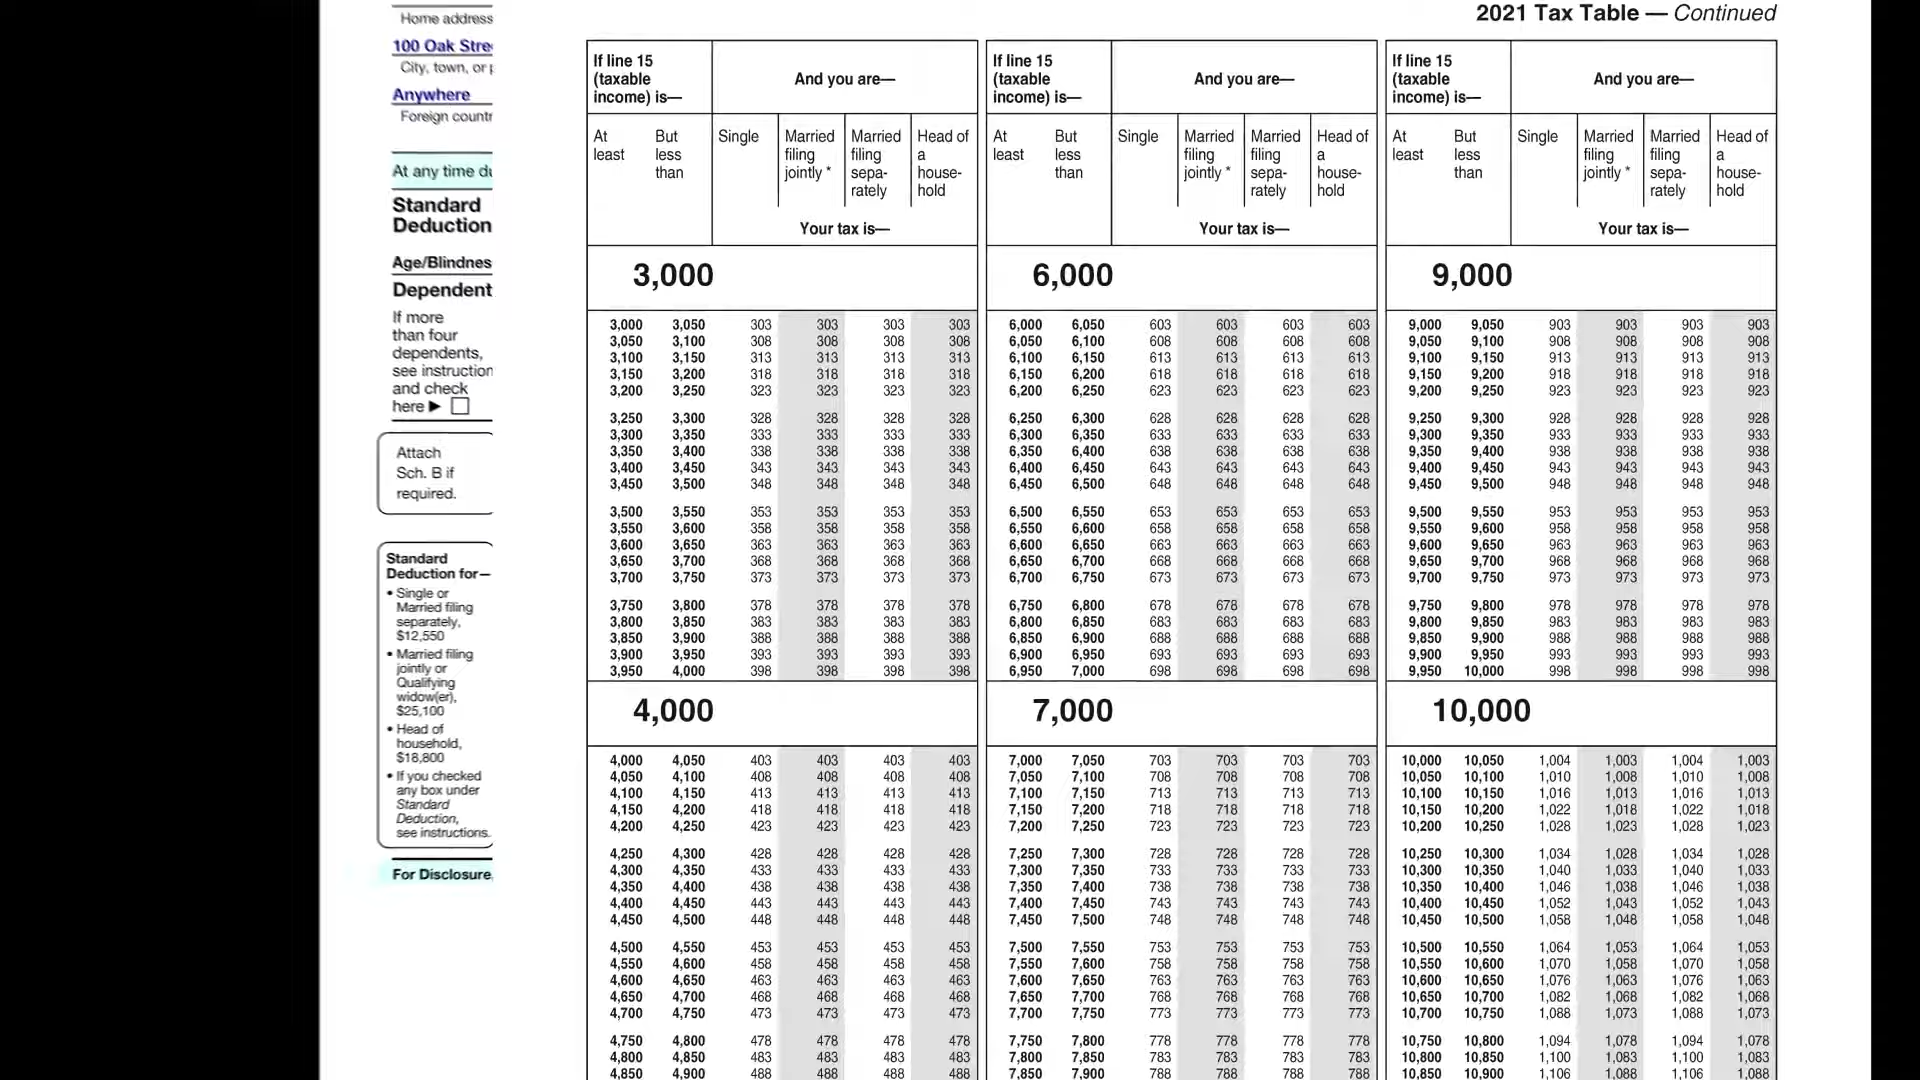 Home address
100 Oak Stre
City, town, or p
Anywhere
Foreign countr
At any time du
Standard
Deduction
Age/Blindnes
Dependent
If more
than four
dependents,
see instruction
and check
here ▶
Attach
Sch. B if
required.
Standard
Deduction for—
• Single or
Married filing
separately,
$12,550
• Married filing
jointly or
Qualifying
widow(er),
$25,100
• Head of
household,
$18,800
• If you checked
any box under
Standard
Deduction,
see instructions.
For Disclosure,
2021 Tax Table — Continued
If line 15
(taxable
income) is—
And you are—
At least
But less than
Single
Married filing jointly *
Married filing sepa-rately
Head of a house-hold
Your tax is—
3,000
3,000 3,050 303 303 303 303
3,050 3,100 308 308 308 308
3,100 3,150 313 313 313 313
3,150 3,200 318 318 318 318
3,200 3,250 323 323 323 323
3,250 3,300 328 328 328 328
3,300 3,350 333 333 333 333
3,350 3,400 338 338 338 338
3,400 3,450 343 343 343 343
3,450 3,500 348 348 348 348
3,500 3,550 353 353 353 353
3,550 3,600 358 358 358 358
3,600 3,650 363 363 363 363
3,650 3,700 368 368 368 368
3,700 3,750 373 373 373 373
3,750 3,800 378 378 378 378
3,800 3,850 383 383 383 383
3,850 3,900 388 388 388 388
3,900 3,950 393 393 393 393
3,950 4,000 398 398 398 398
4,000
4,000 4,050 403 403 403 403
4,050 4,100 408 408 408 408
4,100 4,150 413 413 413 413
4,150 4,200 418 418 418 418
4,200 4,250 423 423 423 423
4,250 4,300 428 428 428 428
4,300 4,350 433 433 433 433
4,350 4,400 438 438 438 438
4,400 4,450 443 443 443 443
4,450 4,500 448 448 448 448
4,500 4,550 453 453 453 453
4,550 4,600 458 458 458 458
4,600 4,650 463 463 463 463
4,650 4,700 468 468 468 468
4,700 4,750 473 473 473 473
4,750 4,800 478 478 478 478
4,800 4,850 483 483 483 483
4,850 4,900 488 488 488 488
If line 15
(taxable
income) is—
And you are—
At least
But less than
Single
Married filing jointly *
Married filing sepa-rately
Head of a house-hold
Your tax is—
6,000
6,000 6,050 603 603 603 603
6,050 6,100 608 608 608 608
6,100 6,150 613 613 613 613
6,150 6,200 618 618 618 618
6,200 6,250 623 623 623 623
6,250 6,300 628 628 628 628
6,300 6,350 633 633 633 633
6,350 6,400 638 638 638 638
6,400 6,450 643 643 643 643
6,450 6,500 648 648 648 648
6,500 6,550 653 653 653 653
6,550 6,600 658 658 658 658
6,600 6,650 663 663 663 663
6,650 6,700 668 668 668 668
6,700 6,750 673 673 673 673
6,750 6,800 678 678 678 678
6,800 6,850 683 683 683 683
6,850 6,900 688 688 688 688
6,900 6,950 693 693 693 693
6,950 7,000 698 698 698 698
7,000
7,000 7,050 703 703 703 703
7,050 7,100 708 708 708 708
7,100 7,150 713 713 713 713
7,150 7,200 718 718 718 718
7,200 7,250 723 723 723 723
7,250 7,300 728 728 728 728
7,300 7,350 733 733 733 733
7,350 7,400 738 738 738 738
7,400 7,450 743 743 743 743
7,450 7,500 748 748 748 748
7,500 7,550 753 753 753 753
7,550 7,600 758 758 758 758
7,600 7,650 763 763 763 763
7,650 7,700 768 768 768 768
7,700 7,750 773 773 773 773
7,750 7,800 778 778 778 778
7,800 7,850 783 783 783 783
7,850 7,900 788 788 788 788
If line 15
(taxable
income) is—
And you are—
At least
But less than
Single
Married filing jointly *
Married filing sepa-rately
Head of a house-hold
Your tax is—
9,000
9,000 9,050 903 903 903 903
9,050 9,100 908 908 908 908
9,100 9,150 913 913 913 913
9,150 9,200 918 918 918 918
9,200 9,250 923 923 923 923
9,250 9,300 928 928 928 928
9,300 9,350 933 933 933 933
9,350 9,400 938 938 938 938
9,400 9,450 943 943 943 943
9,450 9,500 948 948 948 948
9,500 9,550 953 953 953 953
9,550 9,600 958 958 958 958
9,600 9,650 963 963 963 963
9,650 9,700 968 968 968 968
9,700 9,750 973 973 973 973
9,750 9,800 978 978 978 978
9,800 9,850 983 983 983 983
9,850 9,900 988 988 988 988
9,900 9,950 993 993 993 993
9,950 10,000 998 998 998 998
10,000
10,000 10,050 1,004 1,003 1,004 1,003
10,050 10,100 1,010 1,008 1,010 1,008
10,100 10,150 1,016 1,013 1,016 1,013
10,150 10,200 1,022 1,018 1,022 1,018
10,200 10,250 1,028 1,023 1,028 1,023
10,250 10,300 1,034 1,028 1,034 1,028
10,300 10,350 1,040 1,033 1,040 1,033
10,350 10,400 1,046 1,038 1,046 1,038
10,400 10,450 1,052 1,043 1,052 1,043
10,450 10,500 1,058 1,048 1,058 1,048
10,500 10,550 1,064 1,053 1,064 1,053
10,550 10,600 1,070 1,058 1,070 1,058
10,600 10,650 1,076 1,063 1,076 1,063
10,650 10,700 1,082 1,068 1,082 1,068
10,700 10,750 1,088 1,073 1,088 1,073
10,750 10,800 1,094 1,078 1,094 1,078
10,800 10,850 1,100 1,083 1,100 1,083
10,850 10,900 1,106 1,088 1,106 1,088